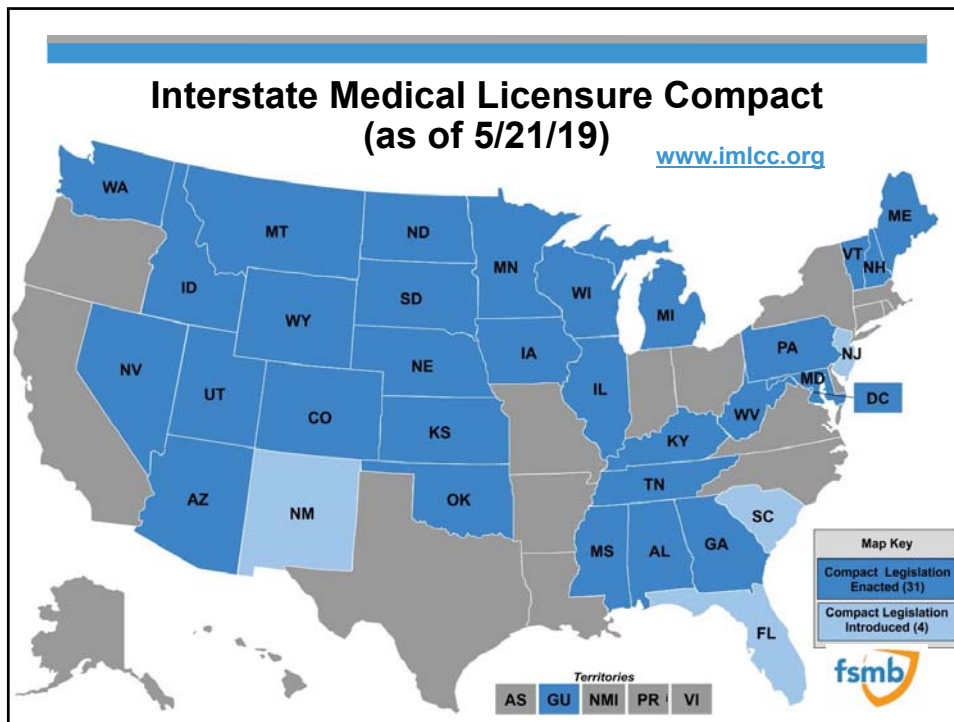 Interstate Medical Licensure Compact
(as of 5/21/19)
www.imlcc.org
WA
MT
ND
MN
ME
VT
NH
ID
SD
WI
MI
WY
IA
PA
NJ
NE
NV
IL
MD
DC
UT
CO
WV
KS
KY
TN
AZ
NM
OK
SC
MS
AL
GA
FL
Map Key
Compact Legislation
Enacted (31)
Compact Legislation
Introduced (4)
fsmb
Territories
AS GU NMI PR VI